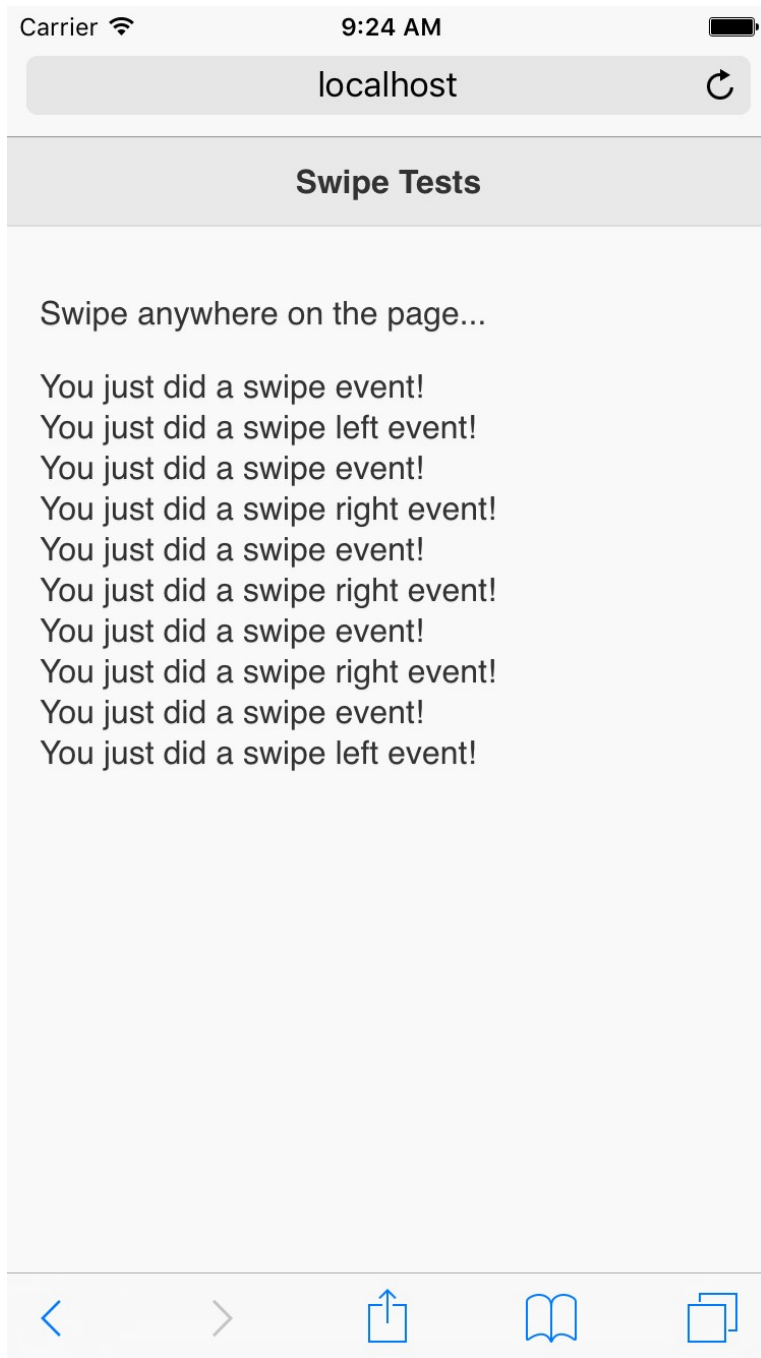 Carrier
9:24 AM
localhost
Swipe Tests
Swipe anywhere on the page...
You just did a swipe event!
You just did a swipe left event!
You just did a swipe event!
You just did a swipe right event!
You just did a swipe event!
You just did a swipe right event!
You just did a swipe event!
You just did a swipe right event!
You just did a swipe event!
You just did a swipe left event!